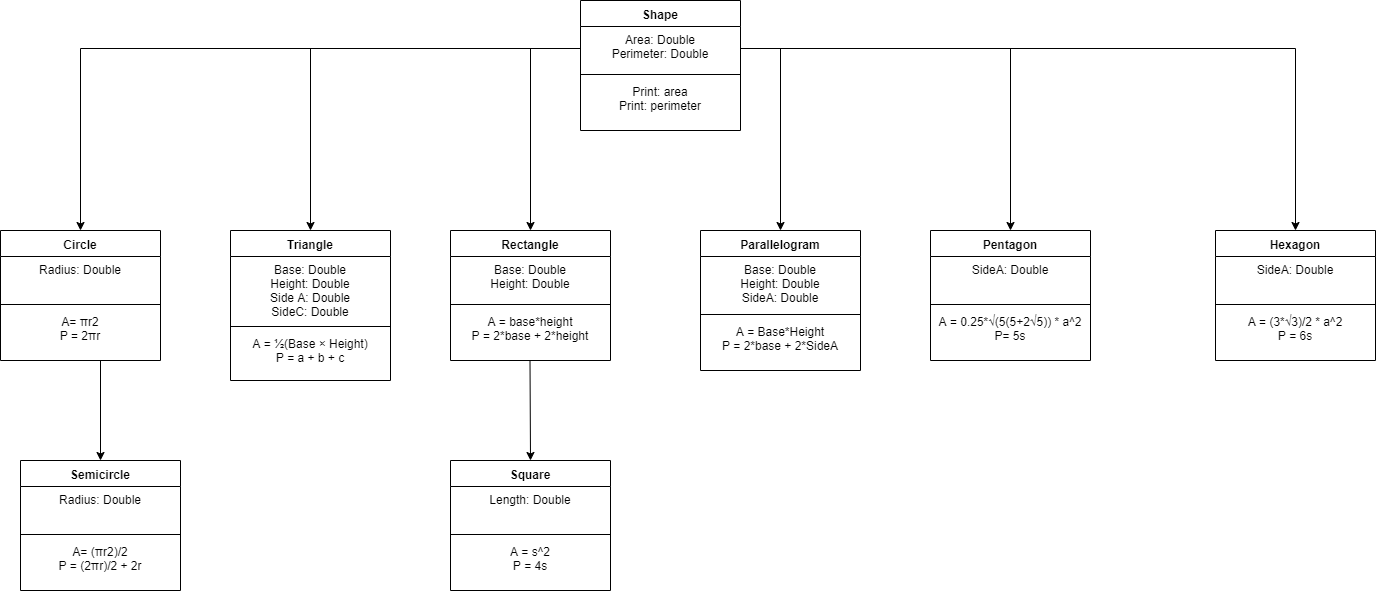 Shape
Area: Double
Perimeter: Double
Print: area
Print: perimeter
Circle
Radius: Double
A= πr2
P = 2πr
Triangle
Base: Double
Height: Double
Side A: Double
SideC: Double
A = ½(Base × Height)
P = a + b + c
Rectangle
Base: Double
Height: Double
A = base*height
P = 2*base + 2*height
Parallelogram
Base: Double
Height: Double
SideA: Double
A = Base*Height
P = 2*base + 2*SideA
Pentagon
SideA: Double
A = 0.25*√(5(5+2√5)) * a^2
P= 5s
Hexagon
SideA: Double
A = (3*√3)/2 * a^2
P = 6s
Semicircle
Radius: Double
A= (πr2)/2
P = (2πr)/2 + 2r
Square
Length: Double
A = s^2
P = 4s